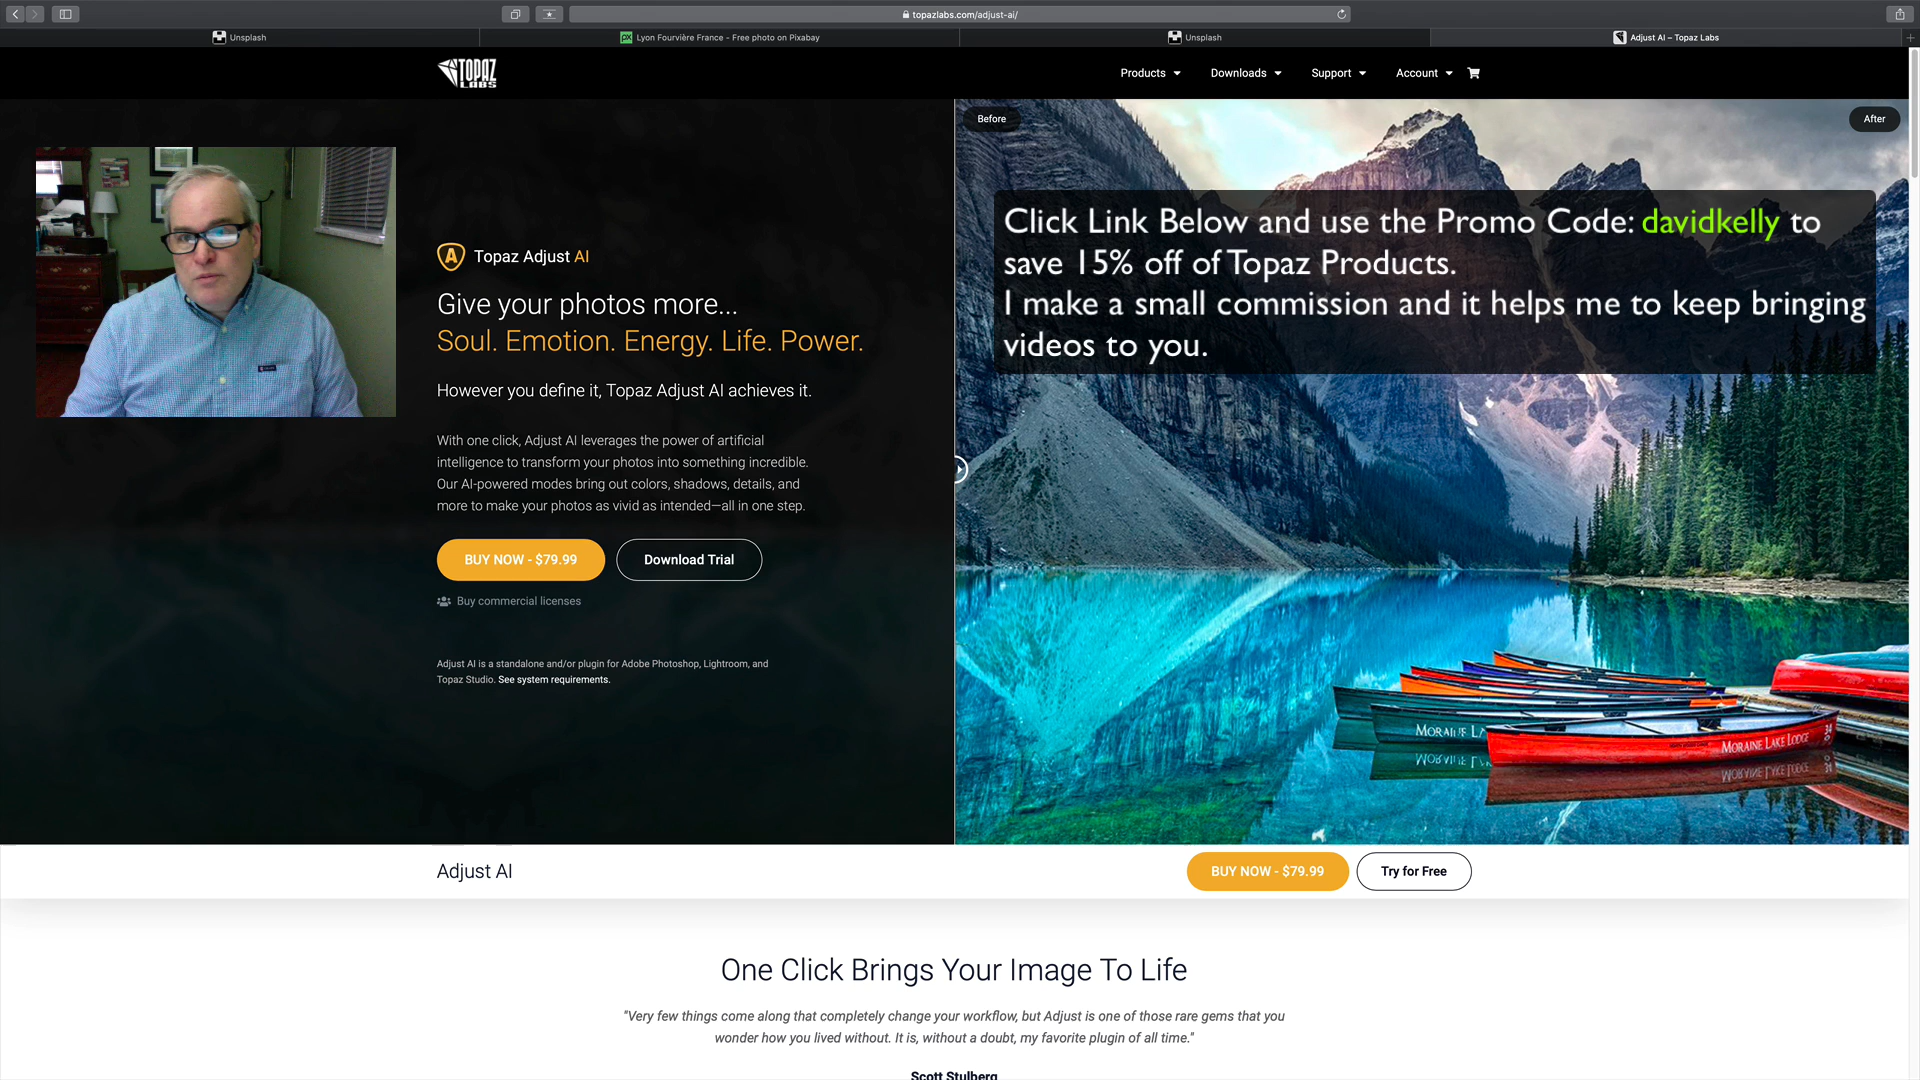 topazlabs.com/adjust-ai/
Unsplash
Lyon Fourvière France - Free photo on Pixabay
Unsplash
Adjust AI – Topaz Labs
TOPAZ
LABS
Products
Downloads
Support
Account
Before
After
Click Link Below and use the Promo Code: davidkelly to
save 15% off of Topaz Products.
I make a small commission and it helps me to keep bringing
videos to you.
Topaz Adjust AI
Give your photos more...
Soul. Emotion. Energy. Life. Power.
However you define it, Topaz Adjust AI achieves it.
With one click, Adjust AI leverages the power of artificial
intelligence to transform your photos into something incredible.
Our AI-powered modes bring out colors, shadows, details, and
more to make your photos as vivid as intended—all in one step.
BUY NOW - $79.99
Download Trial
Buy commercial licenses
Adjust AI is a standalone and/or plugin for Adobe Photoshop, Lightroom, and
Topaz Studio. See system requirements.
MORAINE LA
MORAINE LAKE LODGE
34
Adjust AI
BUY NOW - $79.99
Try for Free
One Click Brings Your Image To Life
"Very few things come along that completely change your workflow, but Adjust is one of those rare gems that you
wonder how you lived without. It is, without a doubt, my favorite plugin of all time."
Scott Stulberg